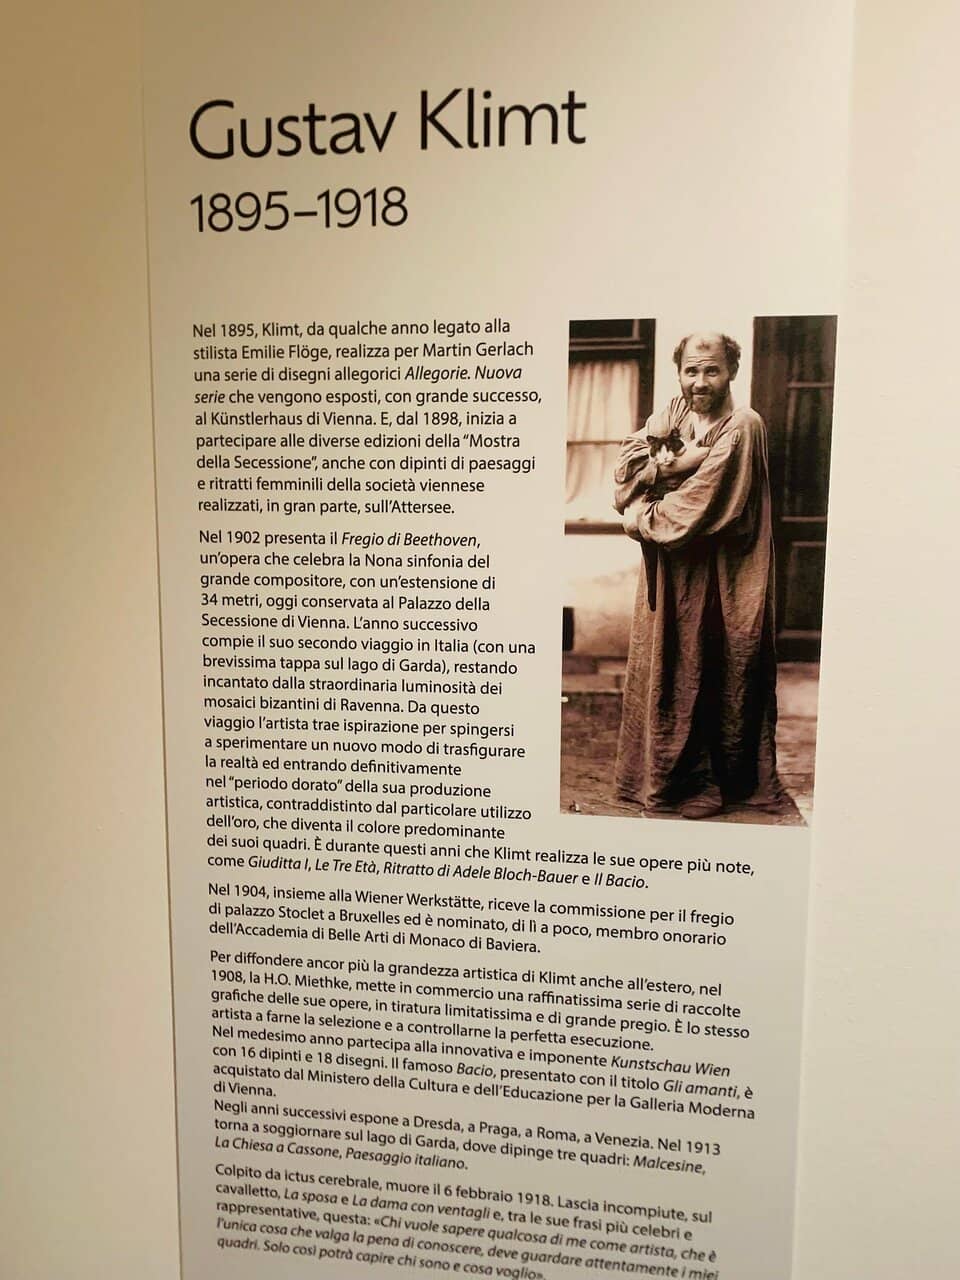 Gustav Klimt
1895–1918
Nel 1895, Klimt, da qualche anno legato alla
stilista Emilie Flöge, realizza per Martin Gerlach
una serie di disegni allegorici Allegorie. Nuova
serie che vengono esposti, con grande successo,
al Künstlerhaus di Vienna. E, dal 1898, inizia a
partecipare alle diverse edizioni della “Mostra
della Secessione”, anche con dipinti di paesaggi
e ritratti femminili della società viennese
realizzati, in gran parte, sull’Attersee.
Nel 1902 presenta il Fregio di Beethoven,
un’opera che celebra la Nona sinfonia del
grande compositore, con un’estensione di
34 metri, oggi conservata al Palazzo della
Secessione di Vienna. L’anno successivo
compie il suo secondo viaggio in Italia (con una
brevissima tappa sul lago di Garda), restando
incantato dalla straordinaria luminosità dei
mosaici bizantini di Ravenna. Da questo
viaggio l’artista trae ispirazione per spingersi
a sperimentare un nuovo modo di trasfigurare
la realtà ed entrando definitivamente
nel “periodo dorato” della sua produzione
artistica, contraddistinto dal particolare utilizzo
dell’oro, che diventa il colore predominante
dei suoi quadri. È durante questi anni che Klimt realizza le sue opere più note,
come Giuditta I, Le Tre Età, Ritratto di Adele Bloch-Bauer e Il Bacio.
Nel 1904, insieme alla Wiener Werkstätte, riceve la commissione per il fregio
di palazzo Stoclet a Bruxelles ed è nominato, di lì a poco, membro onorario
dell’Accademia di Belle Arti di Monaco di Baviera.
Per diffondere ancor più la grandezza artistica di Klimt anche all’estero, nel
1908, la H.O. Miethke, mette in commercio una raffinatissima serie di raccolte
grafiche delle sue opere, in tiratura limitatissima e di grande pregio. È lo stesso
artista a farne la selezione e a controllarne la perfetta esecuzione.
Nel medesimo anno partecipa alla innovativa e imponente Kunstschau Wien
con 16 dipinti e 18 disegni. Il famoso Bacio, presentato con il titolo Gli amanti, è
acquistato dal Ministero della Cultura e dell’Educazione per la Galleria Moderna
di Vienna.
Negli anni successivi espone a Dresda, a Praga, a Roma, a Venezia. Nel 1913
torna a soggiornare sul lago di Garda, dove dipinge tre quadri: Malcesine,
La Chiesa a Cassone, Paesaggio italiano.
Colpito da ictus cerebrale, muore il 6 febbraio 1918. Lascia incompiute, sul
cavalletto, La sposa e La dama con ventagli e, tra le sue frasi più celebri e
rappresentative, questa: «Chi vuole sapere qualcosa di me come artista, che è
l’unica cosa che valga la pena di conoscere, deve guardare attentamente i miei
quadri. Solo così potrà capire chi sono e cosa voglio».